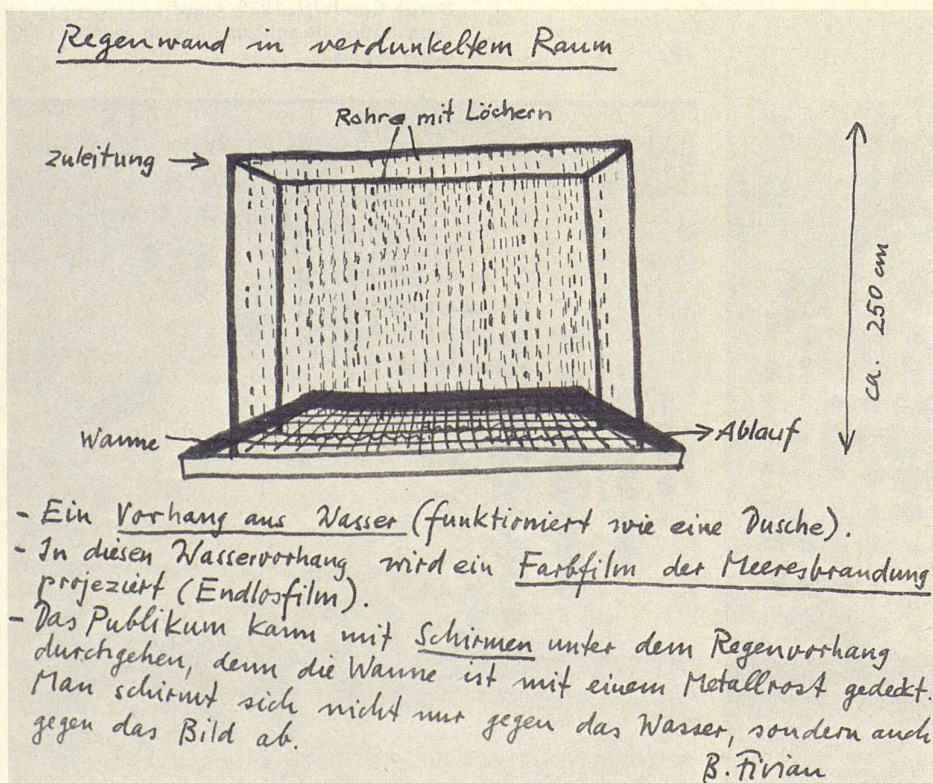 Regenwand in verdunkeltem Raum
Rohre mit Löchern
Zuleitung
ca. 250 cm
Wanne
Ablauf
- Ein Vorhang aus Wasser (funktioniert wie eine Dusche).
- In diesen Wasservorhang wird ein Farbfilm der Meeresbrandung
projeziert (Endlosfilm).
- Das Publikum kann mit Schirmen unter dem Regenvorhang
durchgehen, denn die Wanne ist mit einem Metallrost gedeckt.
Man schirmt sich nicht nur gegen das Wasser, sondern auch
gegen das Bild ab.
B. Fivian